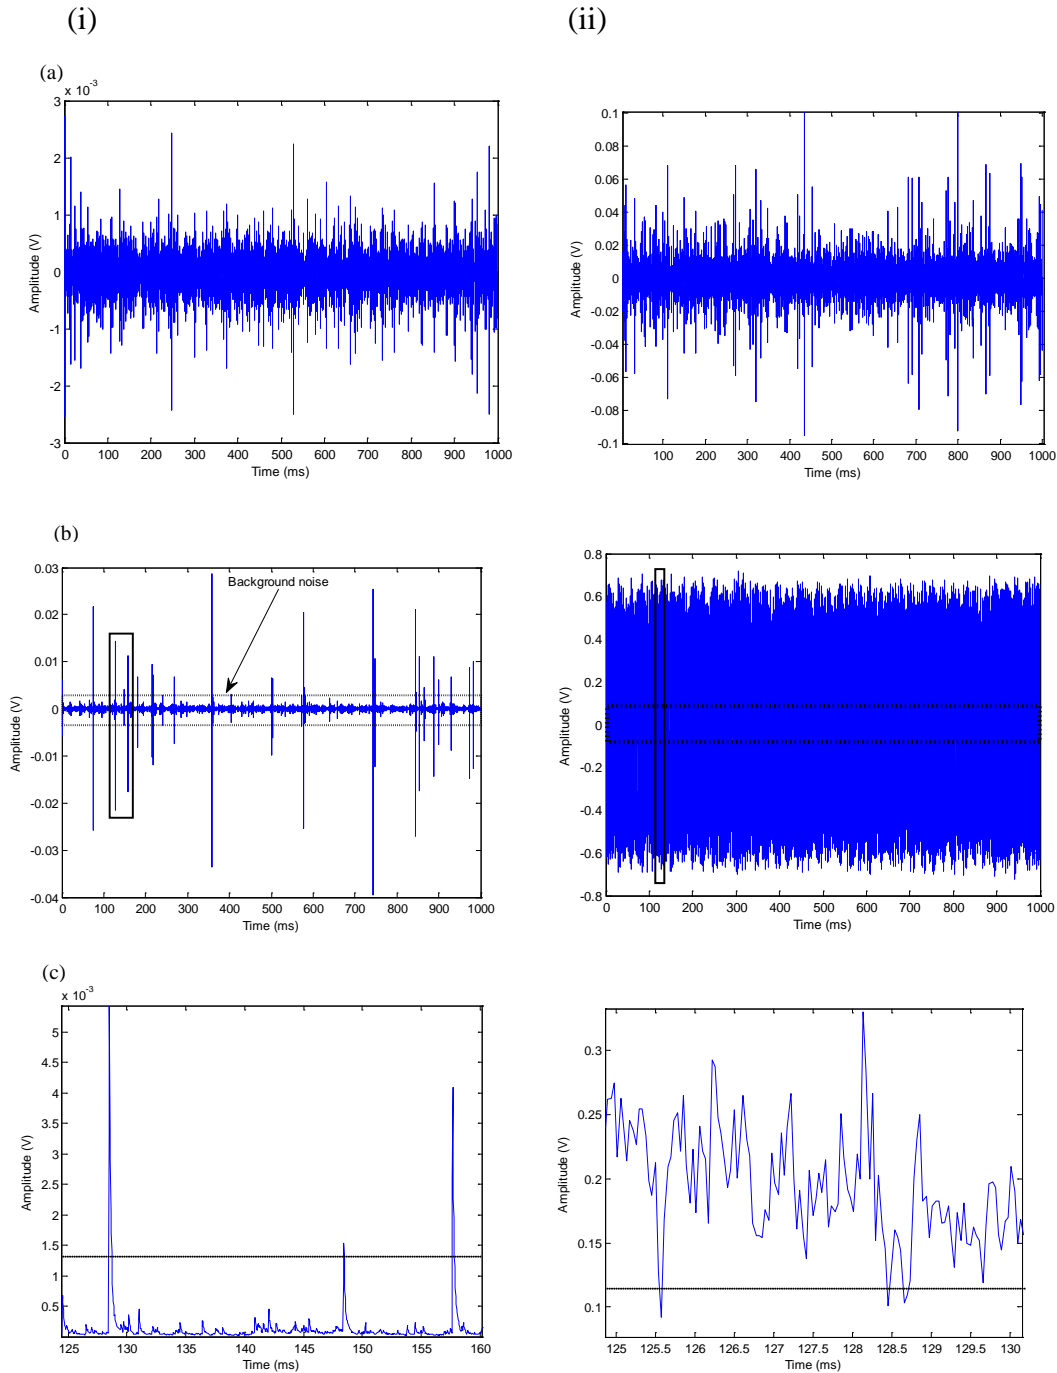 (i) (ii)
(a)
x 10-3
3
2
1
0
-1
-2
-3
Amplitude (V)
0 100 200 300 400 500 600 700 800 900 1000
Time (ms)
0.1
0.08
0.06
0.04
0.02
0
-0.02
-0.04
-0.06
-0.08
-0.1
Amplitude (V)
100 200 300 400 500 600 700 800 900 1000
Time (ms)
(b)
0.03
0.02
0.01
0
-0.01
-0.02
-0.03
-0.04
Amplitude (V)
Background noise
0 100 200 300 400 500 600 700 800 900 1000
Time (ms)
0.8
0.6
0.4
0.2
0
-0.2
-0.4
-0.6
-0.8
Amplitude (V)
0 100 200 300 400 500 600 700 800 900 1000
Time (ms)
(c)
x 10-3
5
4.5
4
3.5
3
2.5
2
1.5
1
0.5
Amplitude (V)
125 130 135 140 145 150 155 160
Time (ms)
0.3
0.25
0.2
0.15
0.1
Amplitude (V)
125 125.5 126 126.5 127 127.5 128 128.5 129 129.5 130
Time (ms)